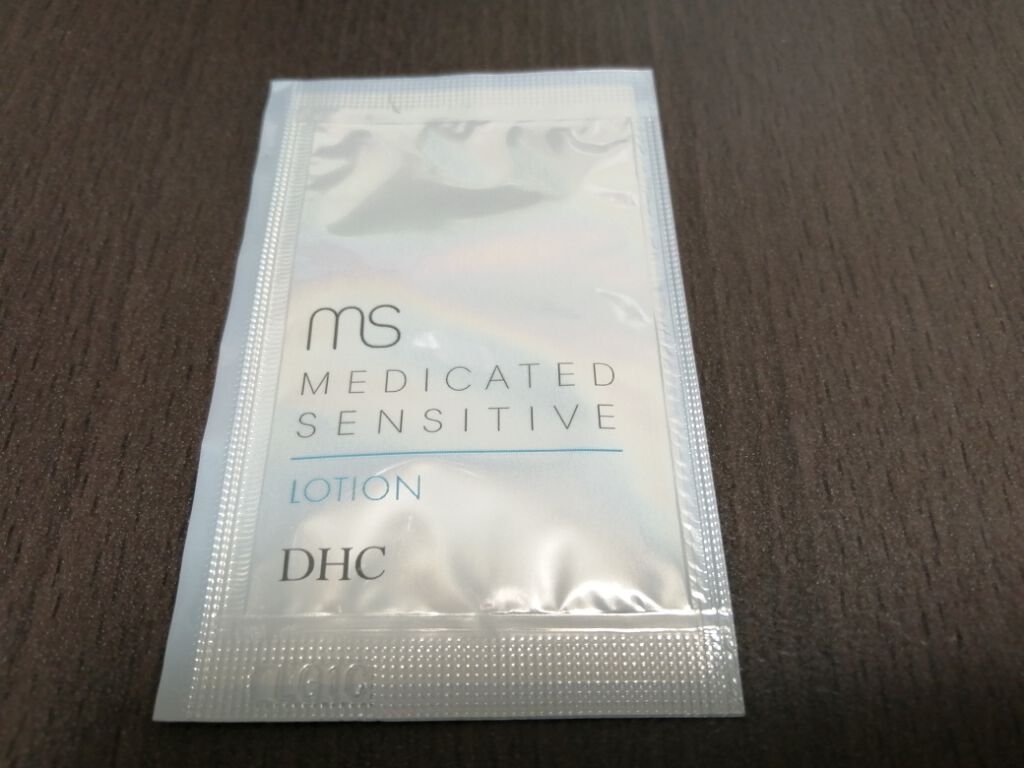 ms
MEDICATED
SENSITIVE
LOTION
DHC